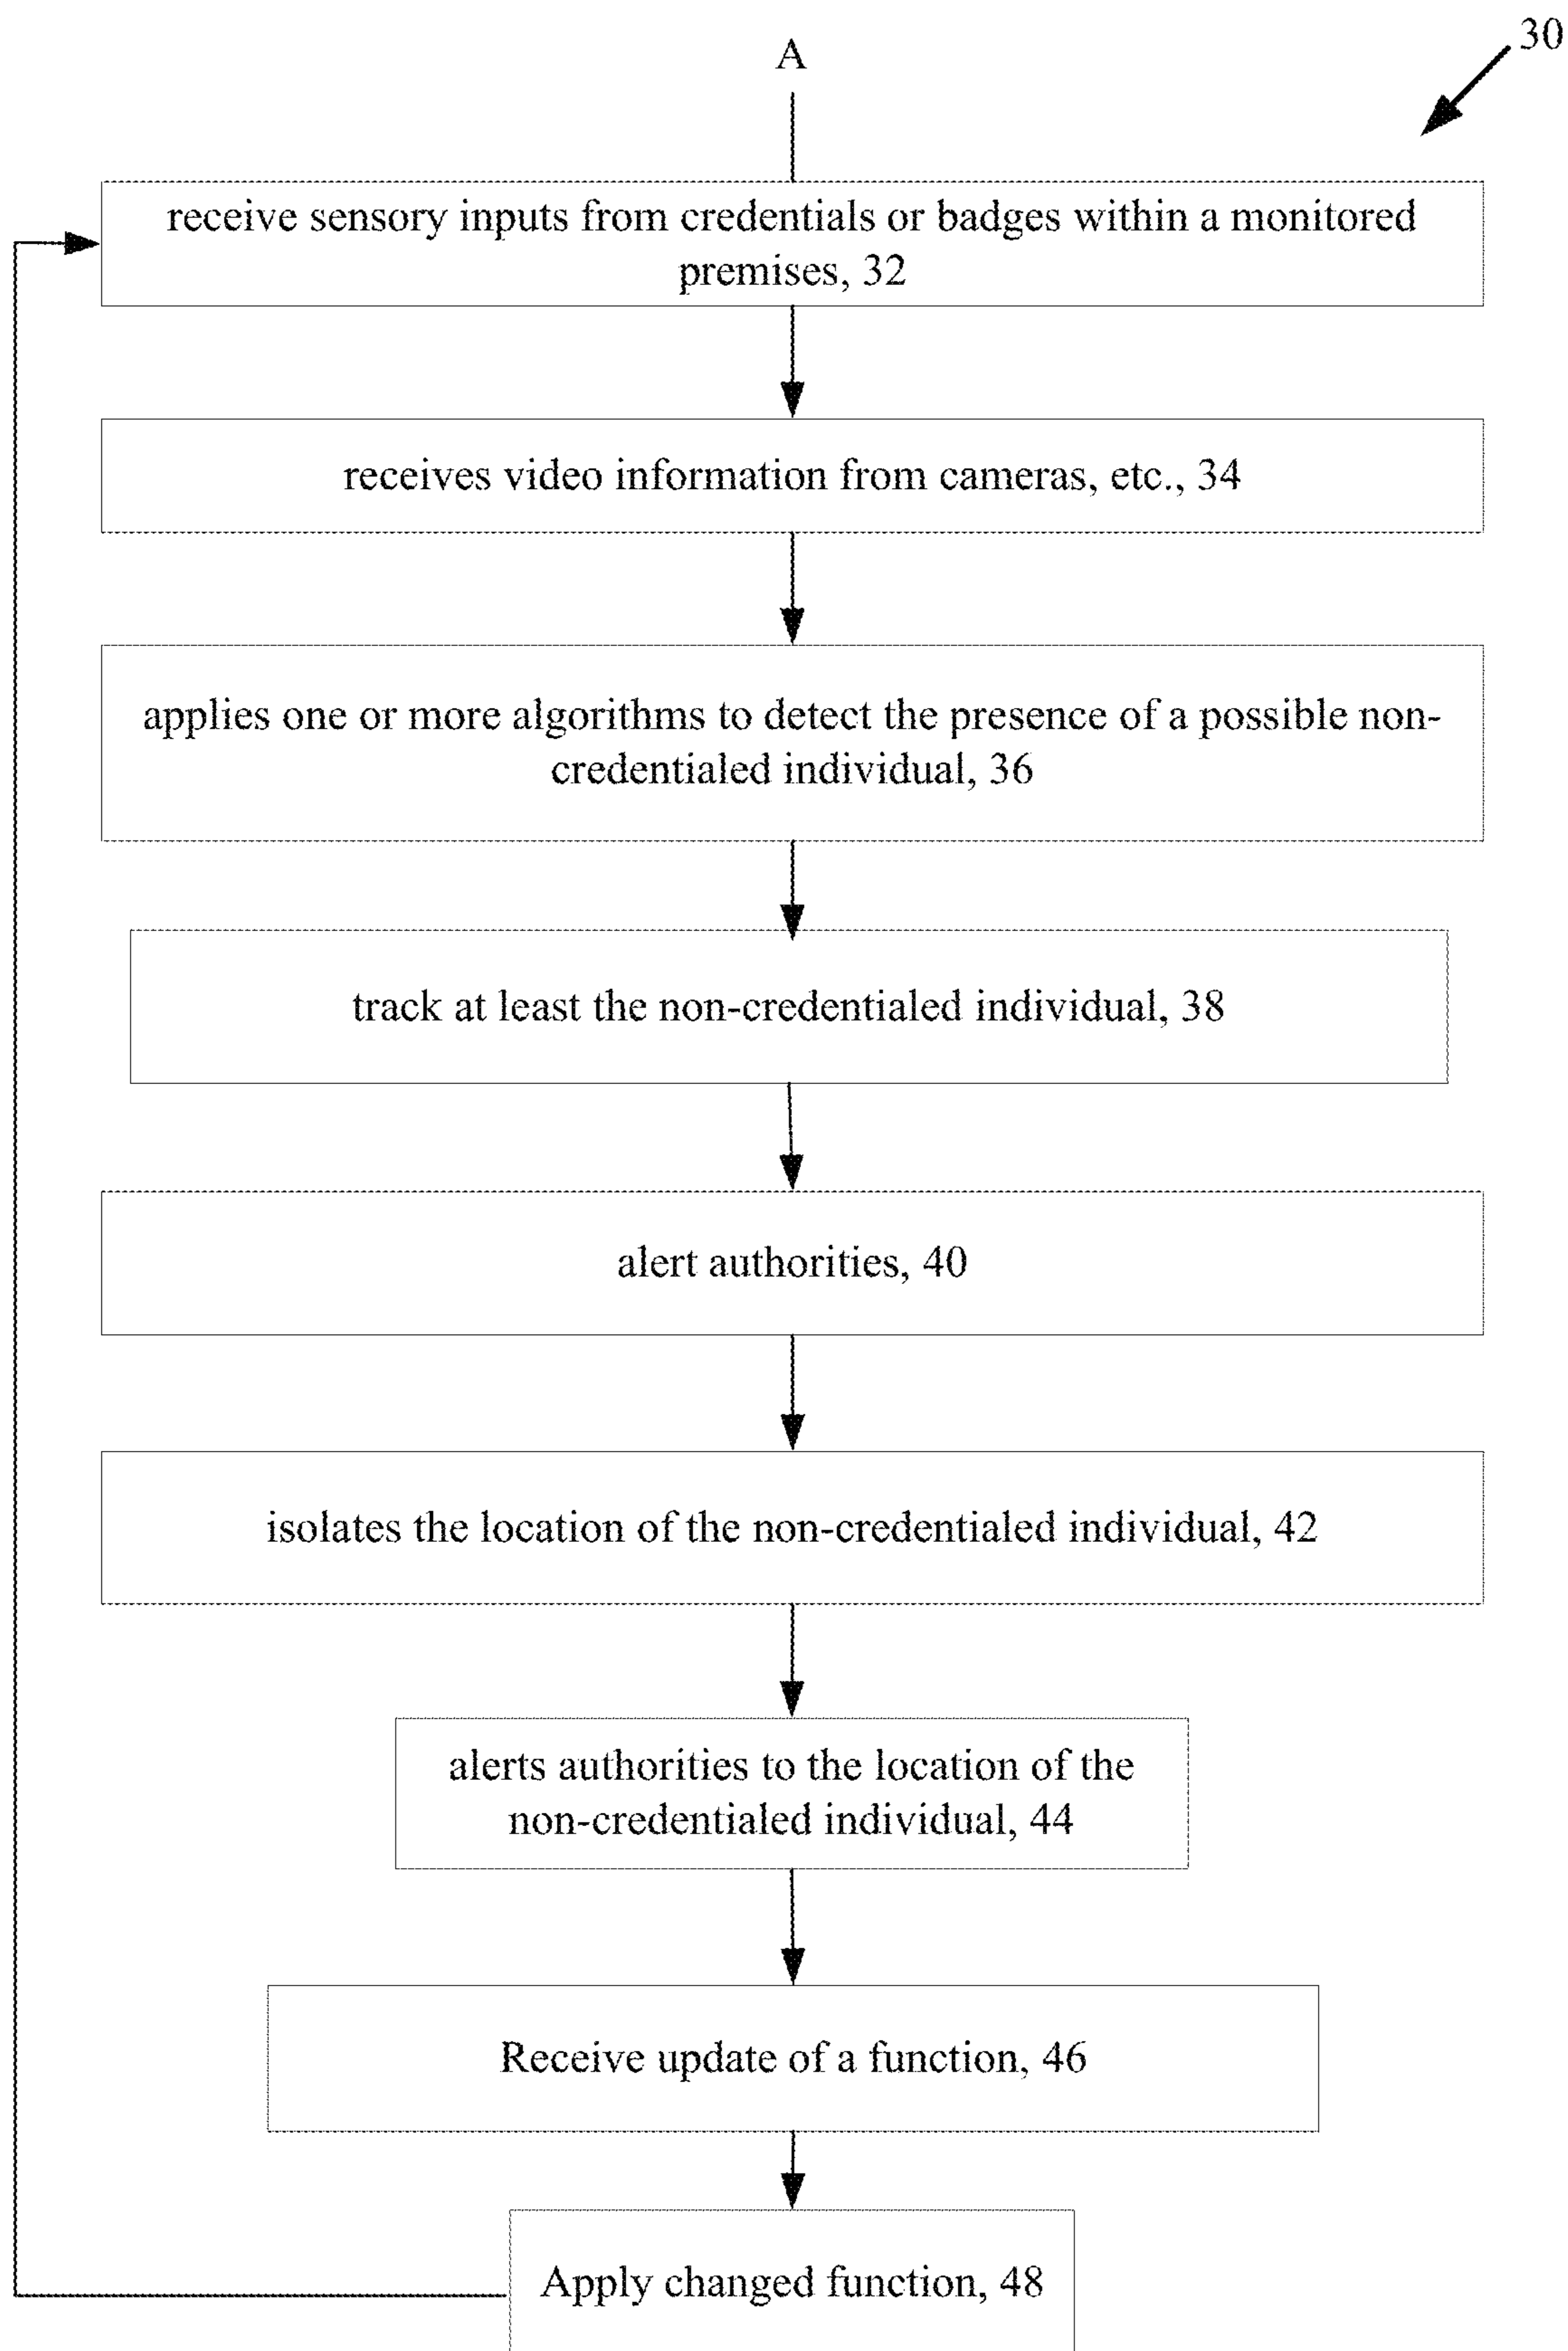 30
A
receive sensory inputs from credentials or badges within a monitored
premises, 32
receives video information from cameras, etc., 34
applies one or more algorithms to detect the presence of a possible non-
credentialed individual, 36
track at least the non-credentialed individual, 38
alert authorities, 40
isolates the location of the non-credentialed individual, 42
alerts authorities to the location of the
non-credentialed individual, 44
Receive update of a function, 46
Apply changed function, 48